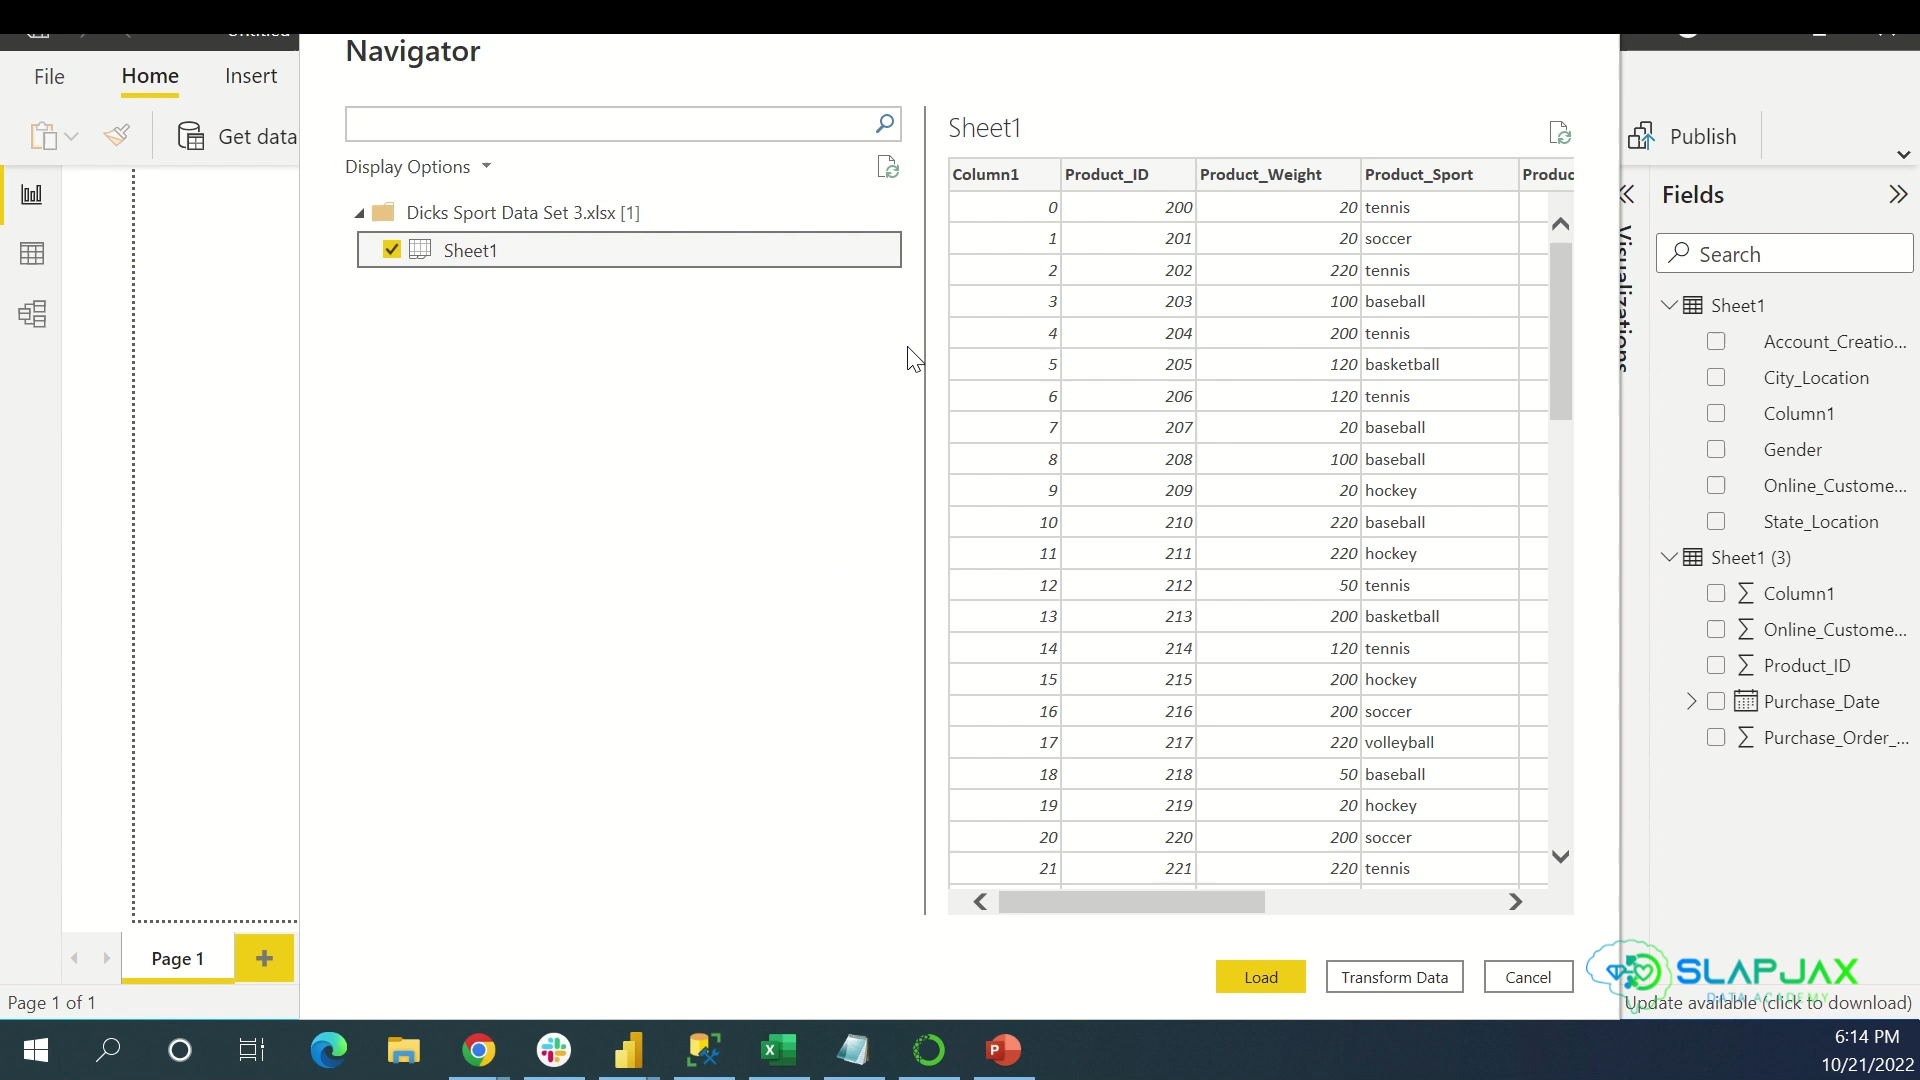 Untitled
Navigator
File
Home
Insert
Get data
Publish
Display Options
Dicks Sport Data Set 3.xlsx [1]
Sheet1
Sheet1
Column1 Product_ID Product_Weight Product_Sport Produc
0 200 20 tennis
1 201 20 soccer
2 202 220 tennis
3 203 100 baseball
4 204 200 tennis
5 205 120 basketball
6 206 120 tennis
7 207 20 baseball
8 208 100 baseball
9 209 20 hockey
10 210 220 baseball
11 211 220 hockey
12 212 50 tennis
13 213 200 basketball
14 214 120 tennis
15 215 200 hockey
16 216 200 soccer
17 217 220 volleyball
18 218 50 baseball
19 219 20 hockey
20 220 200 soccer
21 221 220 tennis
Load
Transform Data
Cancel
Visualizations
Fields
Search
Sheet1
Account_Creatio...
City_Location
Column1
Gender
Online_Custome...
State_Location
Sheet1 (3)
Column1
Online_Custome...
Product_ID
Purchase_Date
Purchase_Order_...
Page 1
Page 1 of 1
SLAPJAX
DATA ACADEMY
Update available (click to download)
6:14 PM
10/21/2022